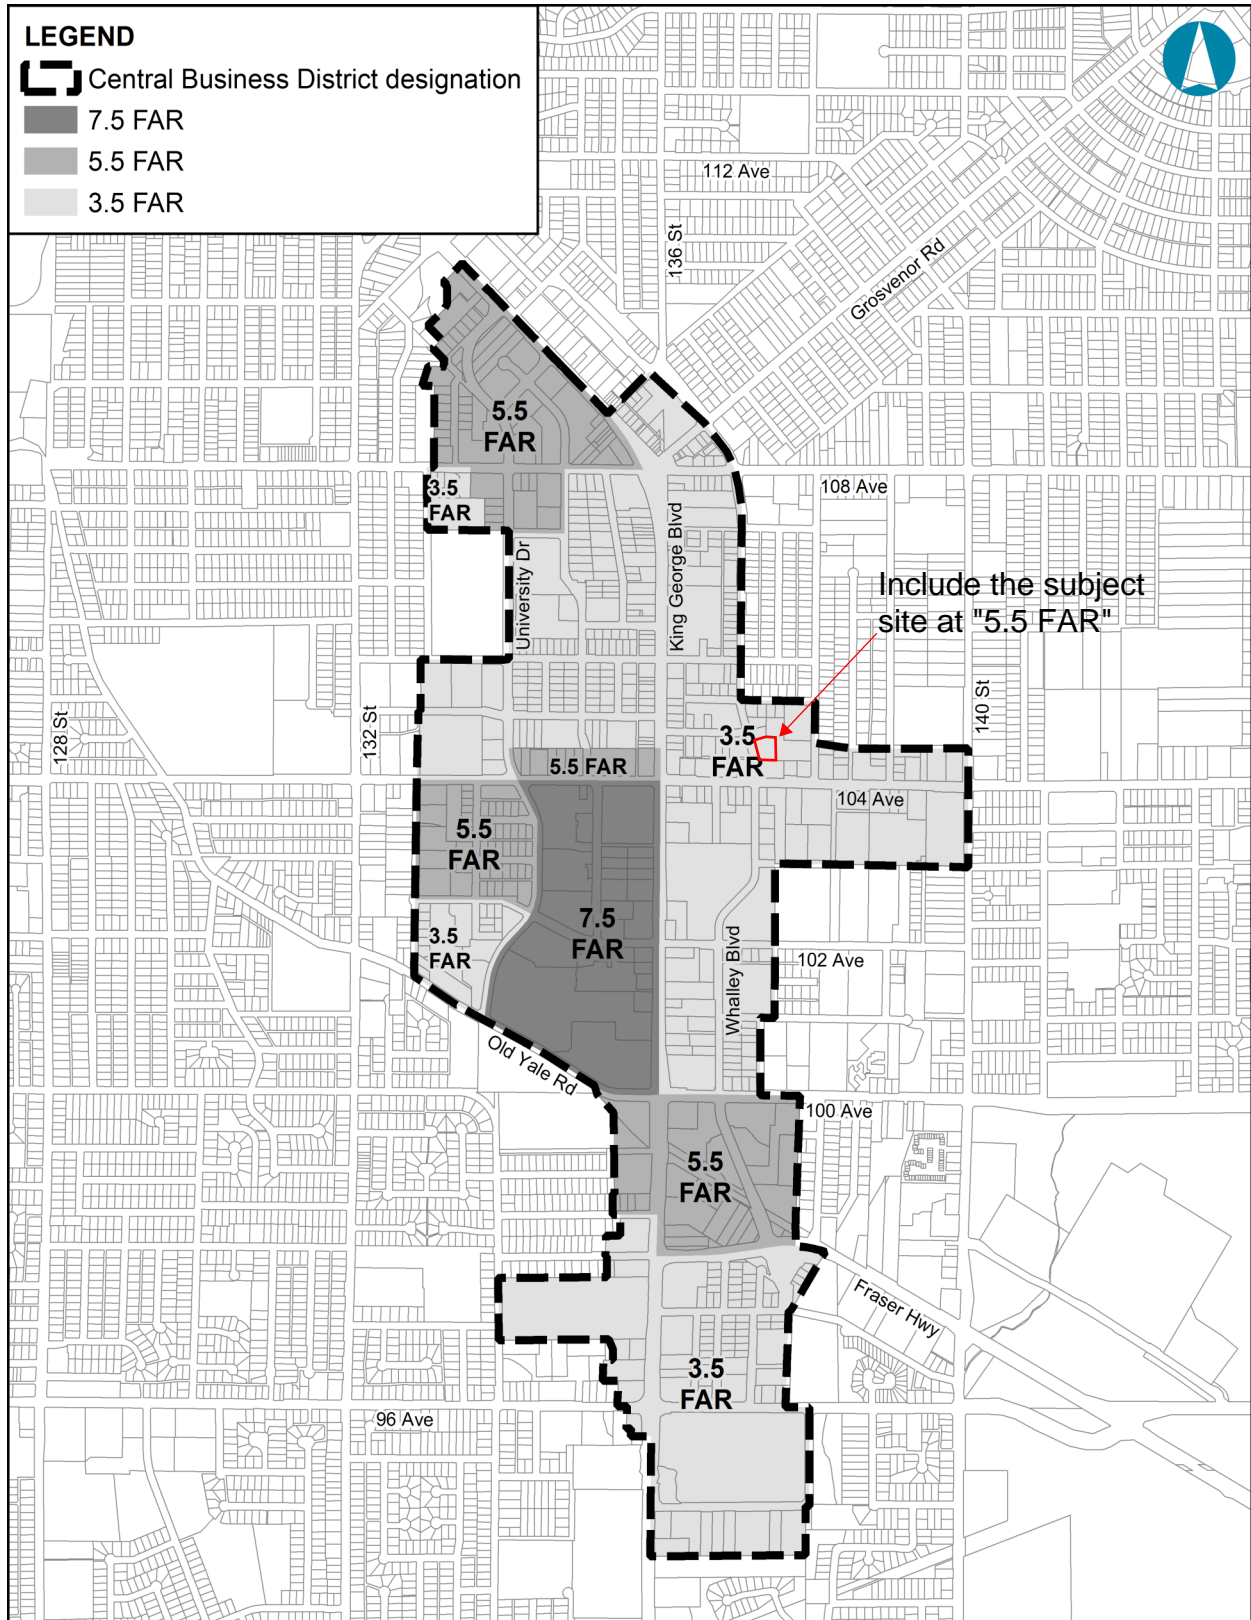 LEGEND
Central Business District designation
7.5 FAR
5.5 FAR
3.5 FAR
112 Ave
136 St
Grosvenor Rd
5.5
FAR
3.5
FAR
108 Ave
King George Blvd
University Dr
Include the subject
site at "5.5 FAR"
128 St
132 St
140 St
3.5
FAR
5.5 FAR
104 Ave
5.5
FAR
7.5
FAR
3.5
FAR
Whalley Blvd
102 Ave
Old Yale Rd
100 Ave
5.5
FAR
Fraser Hwy
3.5
FAR
96 Ave